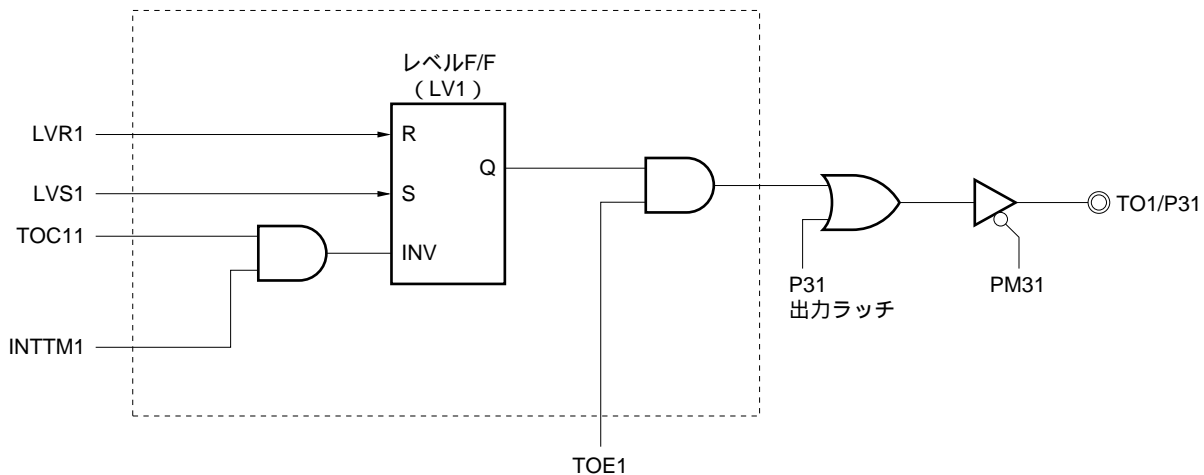 レベルF/F
（LV1）
LVR1
R
Q
LVS1
S
TO1/P31
TOC11
INV
P31
出力ラッチ
PM31
INTTM1
TOE1